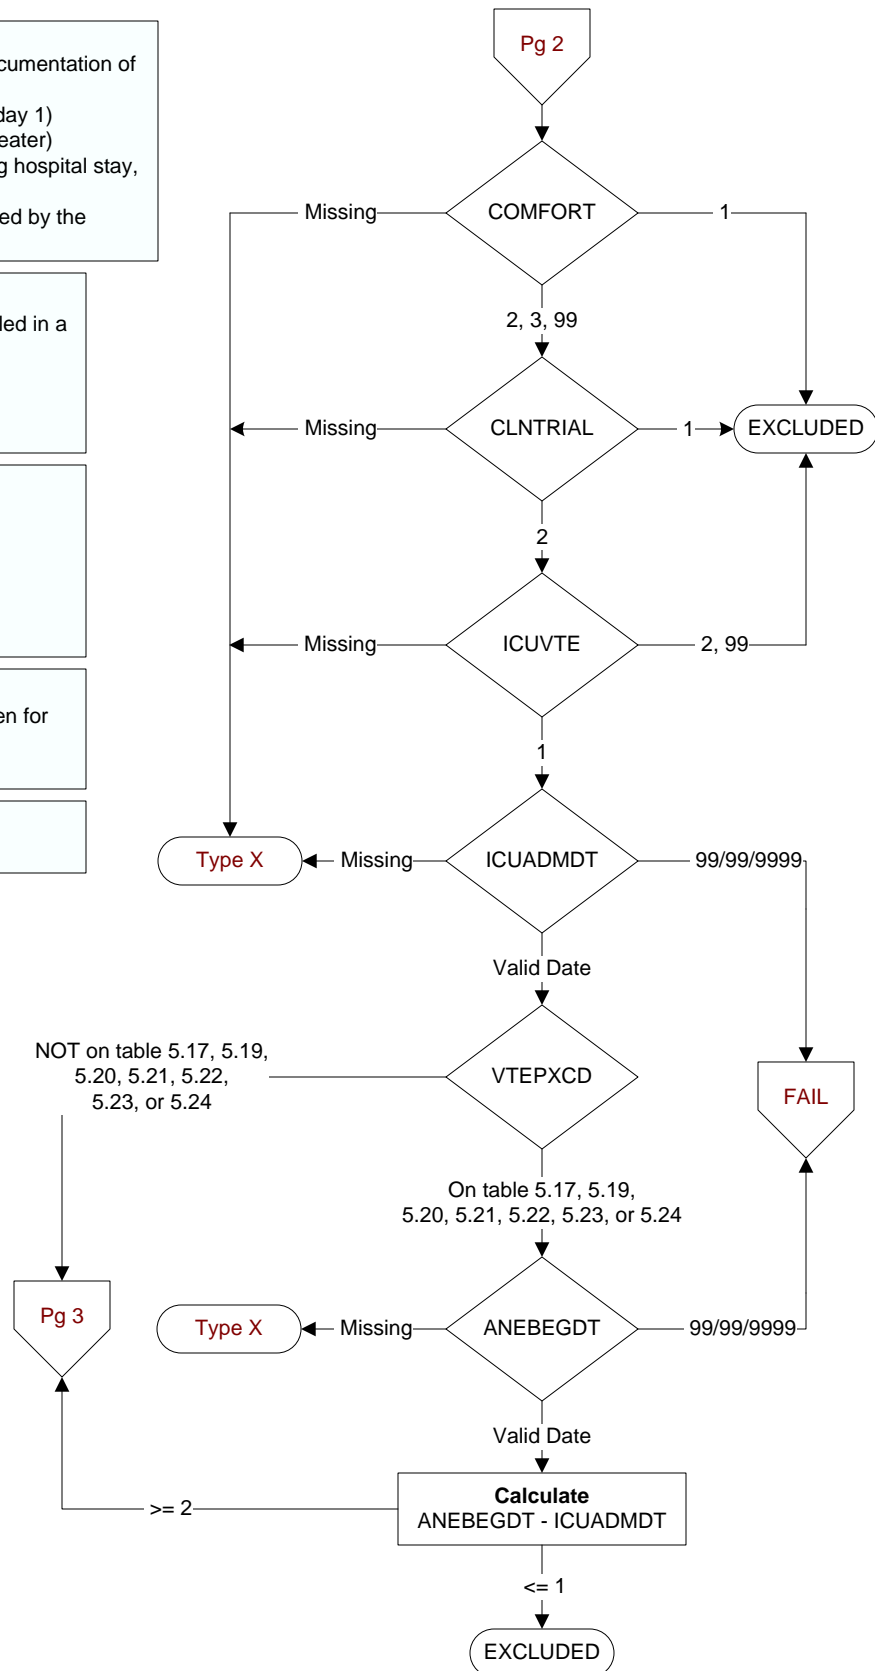 cumentation of
day 1)
eater)
g hospital stay,
ed by the
led in a
en for
Pg 2
COMFORT
Missing
1
2, 3, 99
CLNTRIAL
Missing
1
EXCLUDED
2
ICUVTE
Missing
2, 99
1
ICUADMDT
Missing
Type X
99/99/9999
Valid Date
VTEPXCD
NOT on table 5.17, 5.19,
5.20, 5.21, 5.22,
5.23, or 5.24
FAIL
On table 5.17, 5.19,
5.20, 5.21, 5.22, 5.23, or 5.24
Pg 3
ANEBEGDT
Missing
Type X
99/99/9999
Valid Date
Calculate
ANEBEGDT - ICUADMDT
>= 2
<= 1
EXCLUDED